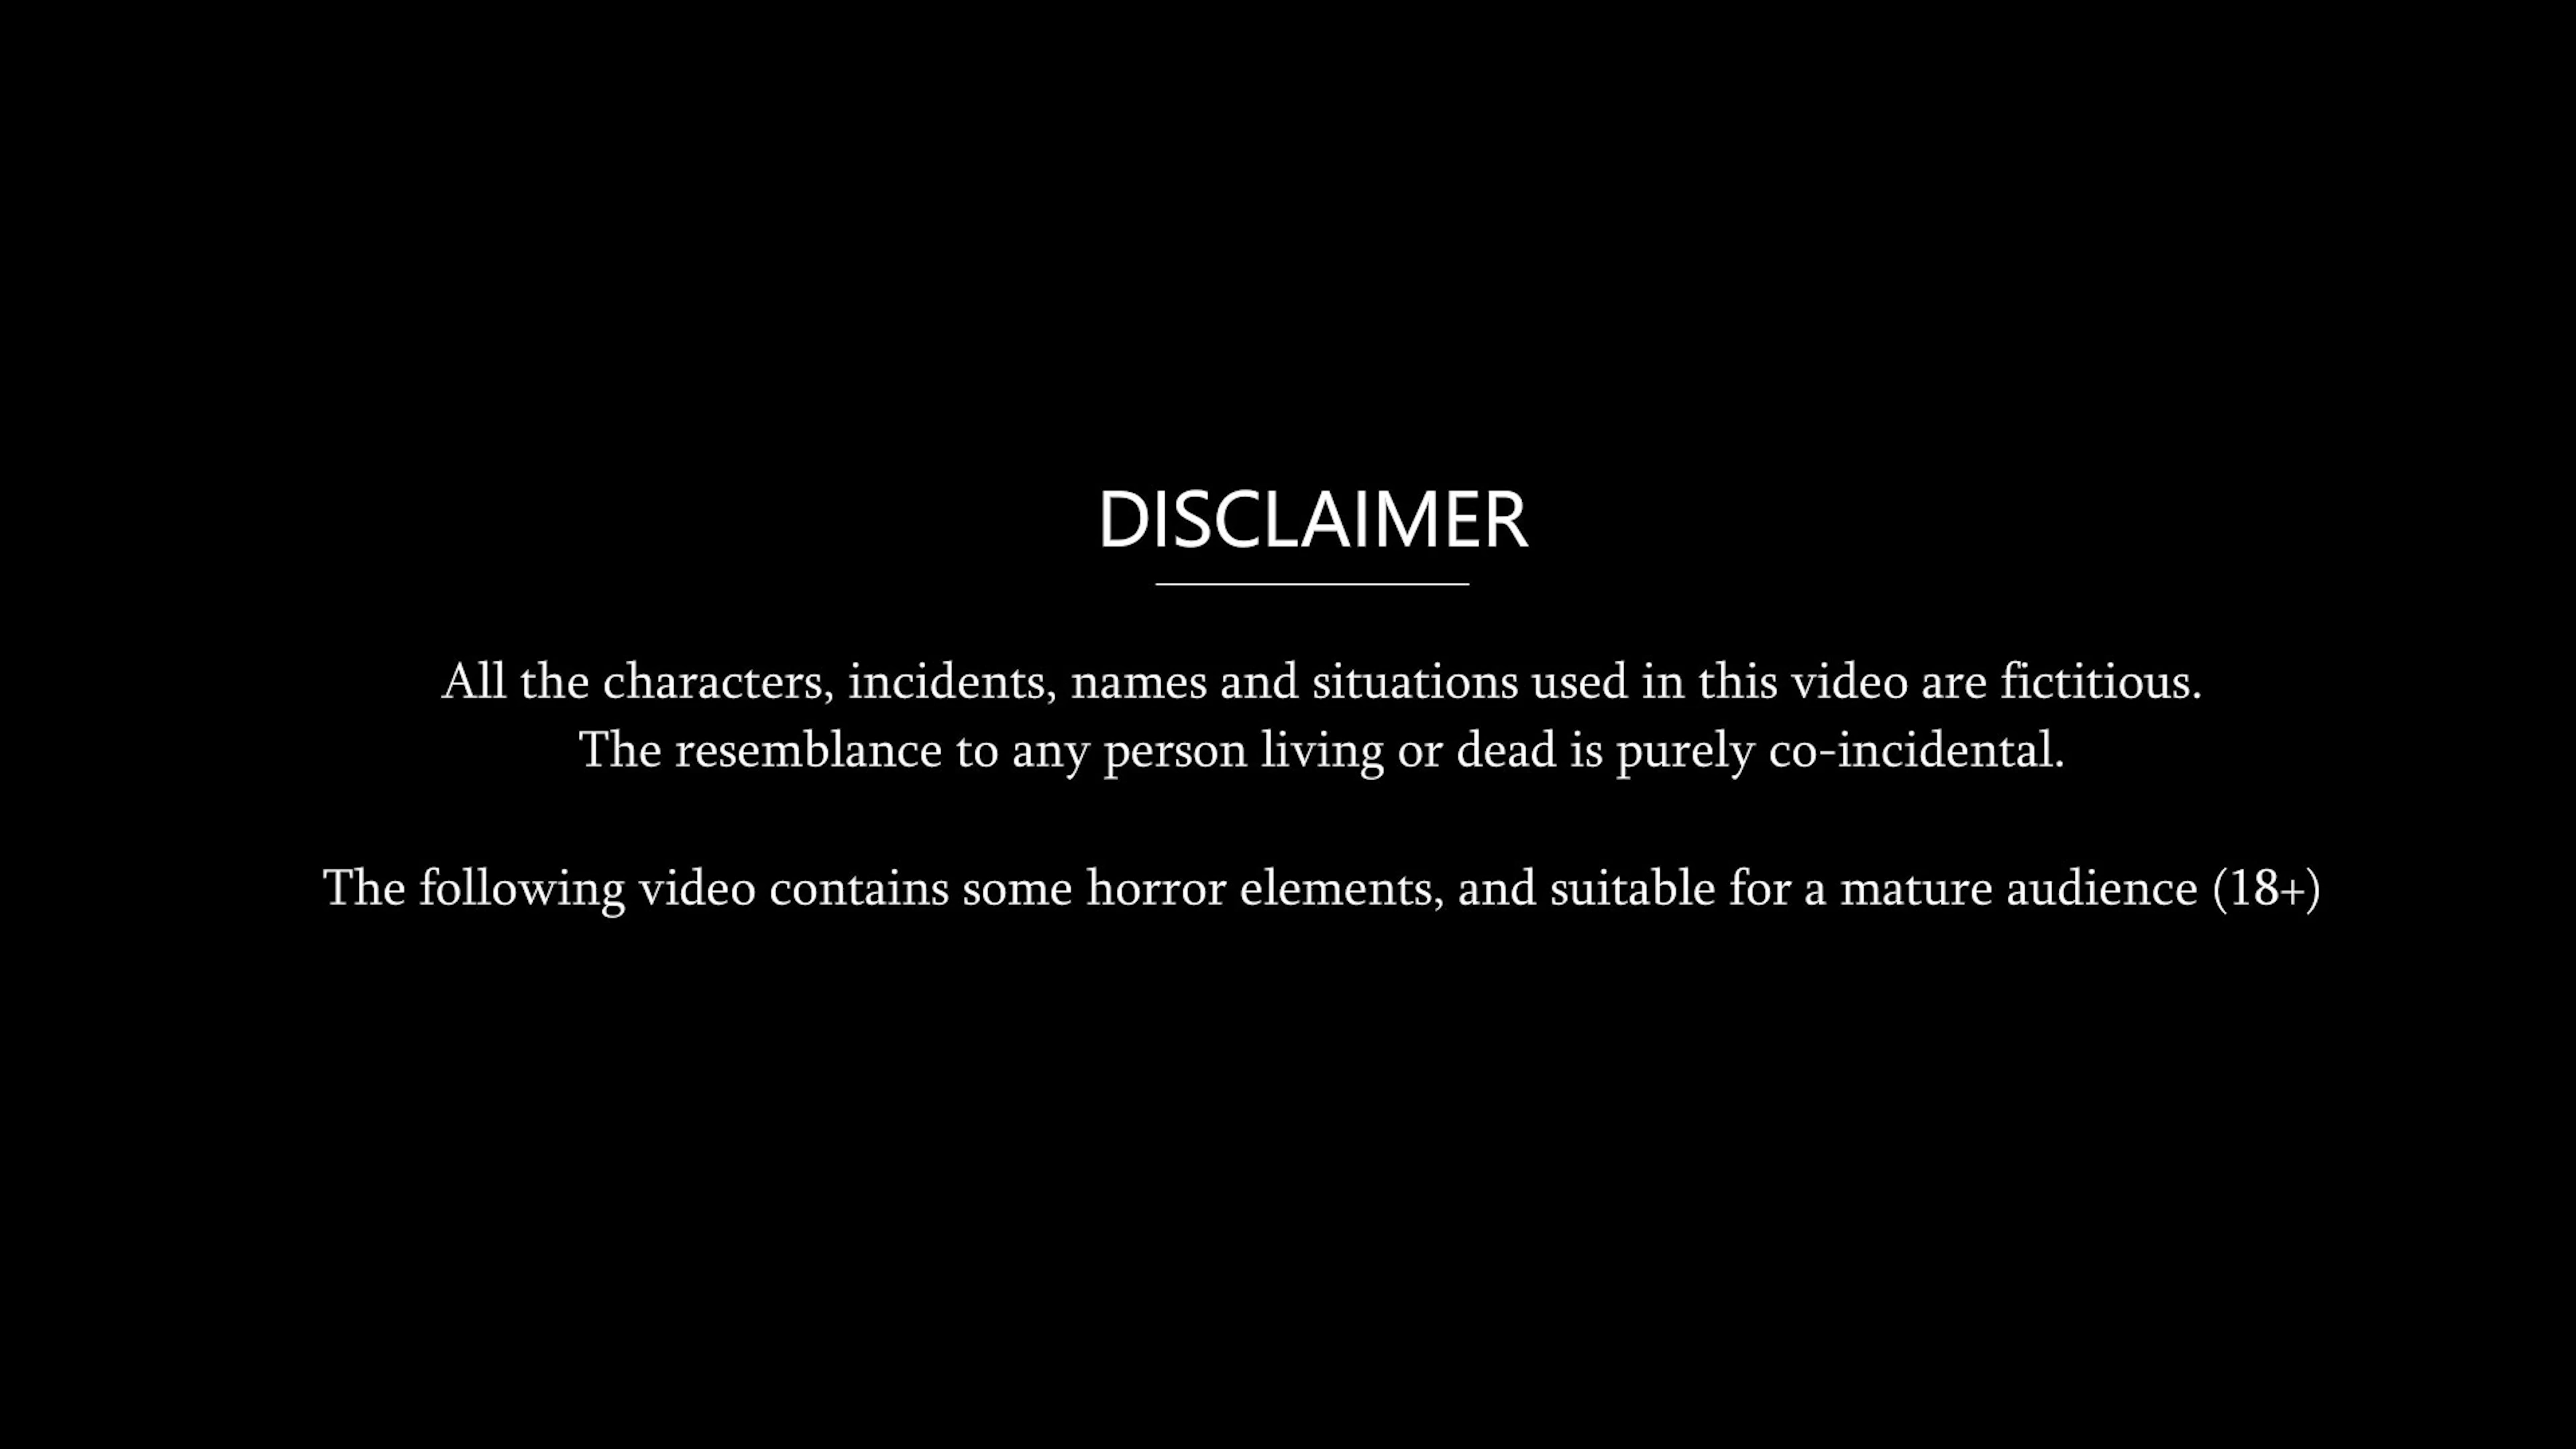 DISCLAIMER
All the characters, incidents, names and situations used in this video are fictitious.
The resemblance to any person living or dead is purely co-incidental.
The following video contains some horror elements, and suitable for a mature audience (18+)